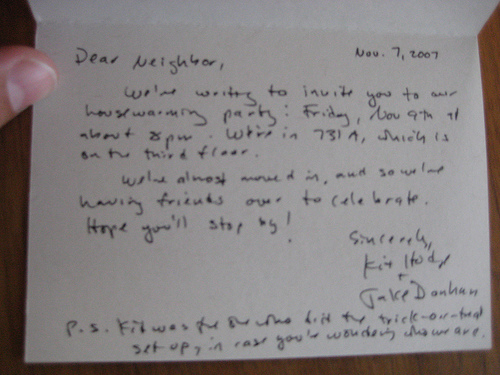 Nov. 7, 2007
Dear Neighbor,
We're writing to invite you to our
housewarming party: Friday, Nov 9th at
about 8pm. We're in 731A, which is
on the third floor.
We've almost moved in, and so we're
having friends over to celebrate.
Hope you'll stop by!
Sincerely,
Kit Hodge
+
Jake Dunham
P.S. Kit was the one who did the trick-or-treat
set-up, in case you're wondering who we are.